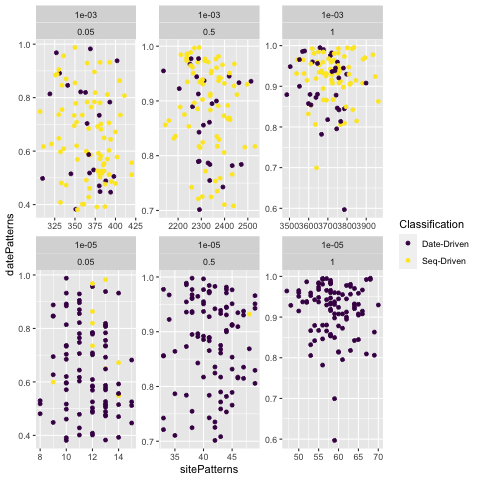 1e-03 1e-03 1e-03
0.05 0.5 1
1.0 1.0 1.0
0.8 0.9 0.9
0.6 0.8 0.8
0.7
0.4 0.7 0.6
325 350 375 400 425 2200 2300 2400 2500 3500 3600 3700 3800 3900
datePatterns
1e-05 1e-05 1e-05
0.05 0.5 1
1.0 1.0 1.0
0.8 0.9 0.9
0.6 0.8 0.8
0.7
0.4 0.7 0.6
8 10 12 14 35 40 45 50 55 60 65 70
sitePatterns
Classification
Date-Driven
Seq-Driven